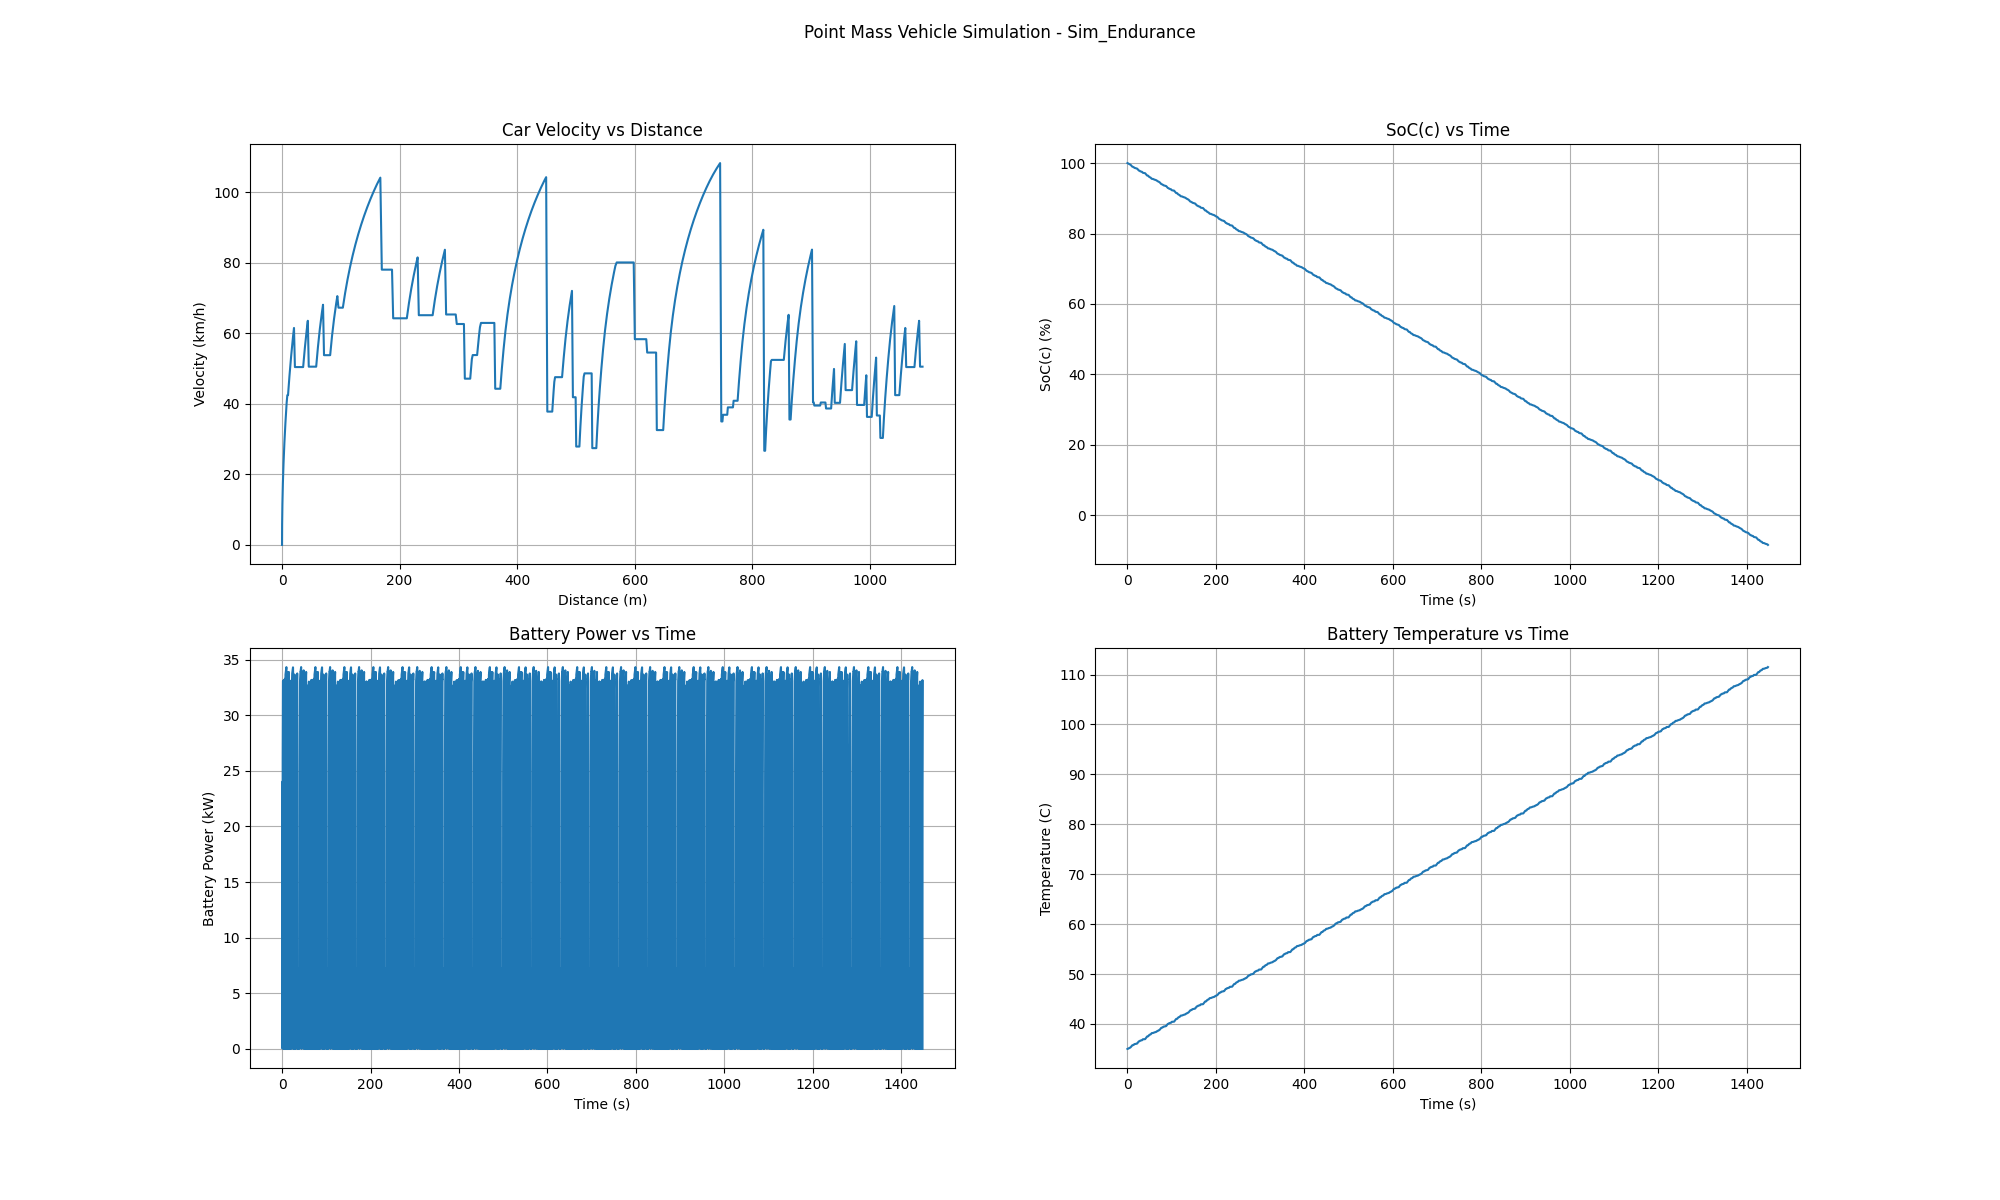 Point Mass Vehicle Simulation - Sim_Endurance
Car Velocity vs Distance
Velocity (km/h)
100
80
60
40
20
0
0 200 400 600 800 1000
Distance (m)
SoC(c) vs Time
SoC(c) (%)
100
80
60
40
20
0
0 200 400 600 800 1000 1200 1400
Time (s)
Battery Power vs Time
Battery Power (kW)
35
30
25
20
15
10
5
0
0 200 400 600 800 1000 1200 1400
Time (s)
Battery Temperature vs Time
Temperature (C)
110
100
90
80
70
60
50
40
0 200 400 600 800 1000 1200 1400
Time (s)